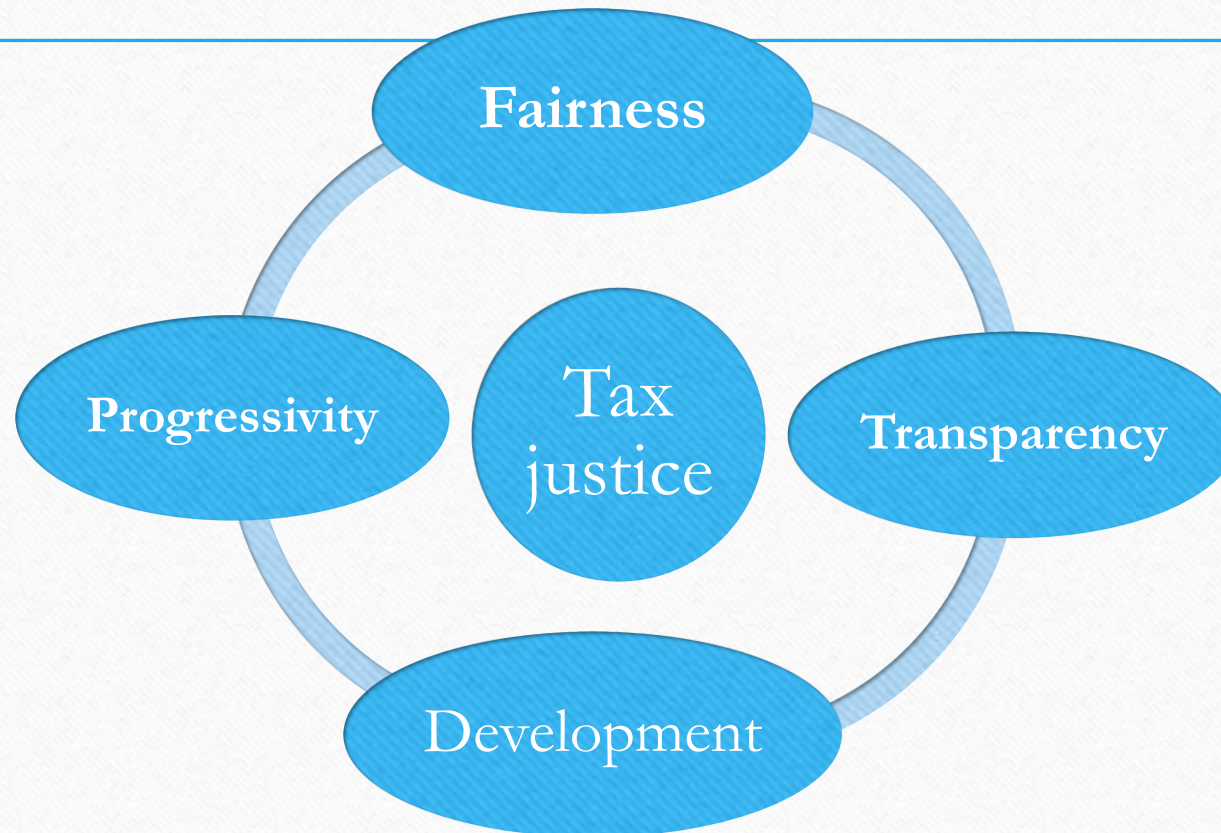 Fairness
Progressivity
Tax
justice
Transparency
Development